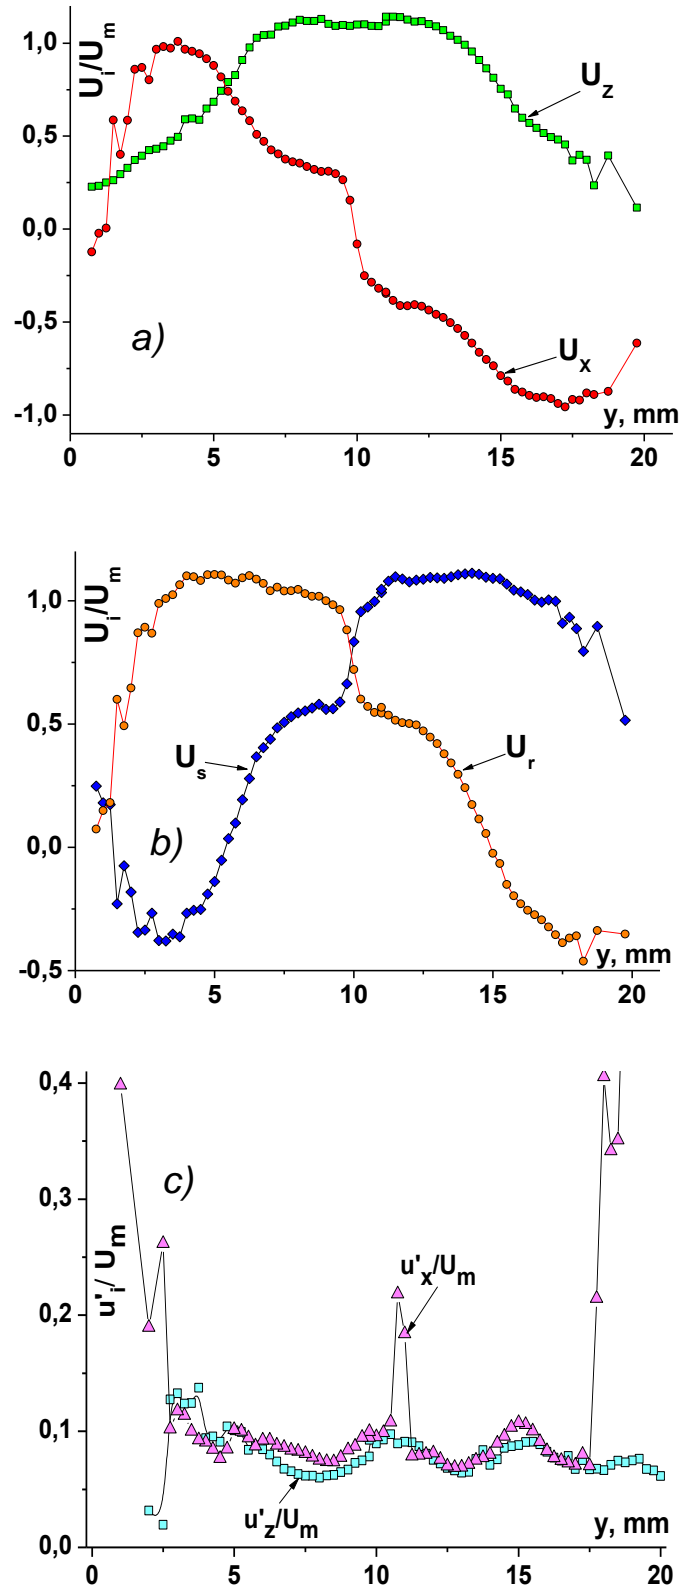 1,0
0,5
0,0
-0,5
-1,0
U_i/U_m
U_z
U_x
a)
y, mm
0 5 10 15 20
1,0
0,5
0,0
-0,5
U_i/U_m
U_s
U_r
b)
y, mm
0 5 10 15 20
0,4
0,3
0,2
0,1
0,0
u'_i/ U_m
c)
u'_x/U_m
u'_z/U_m
y, mm
0 5 10 15 20